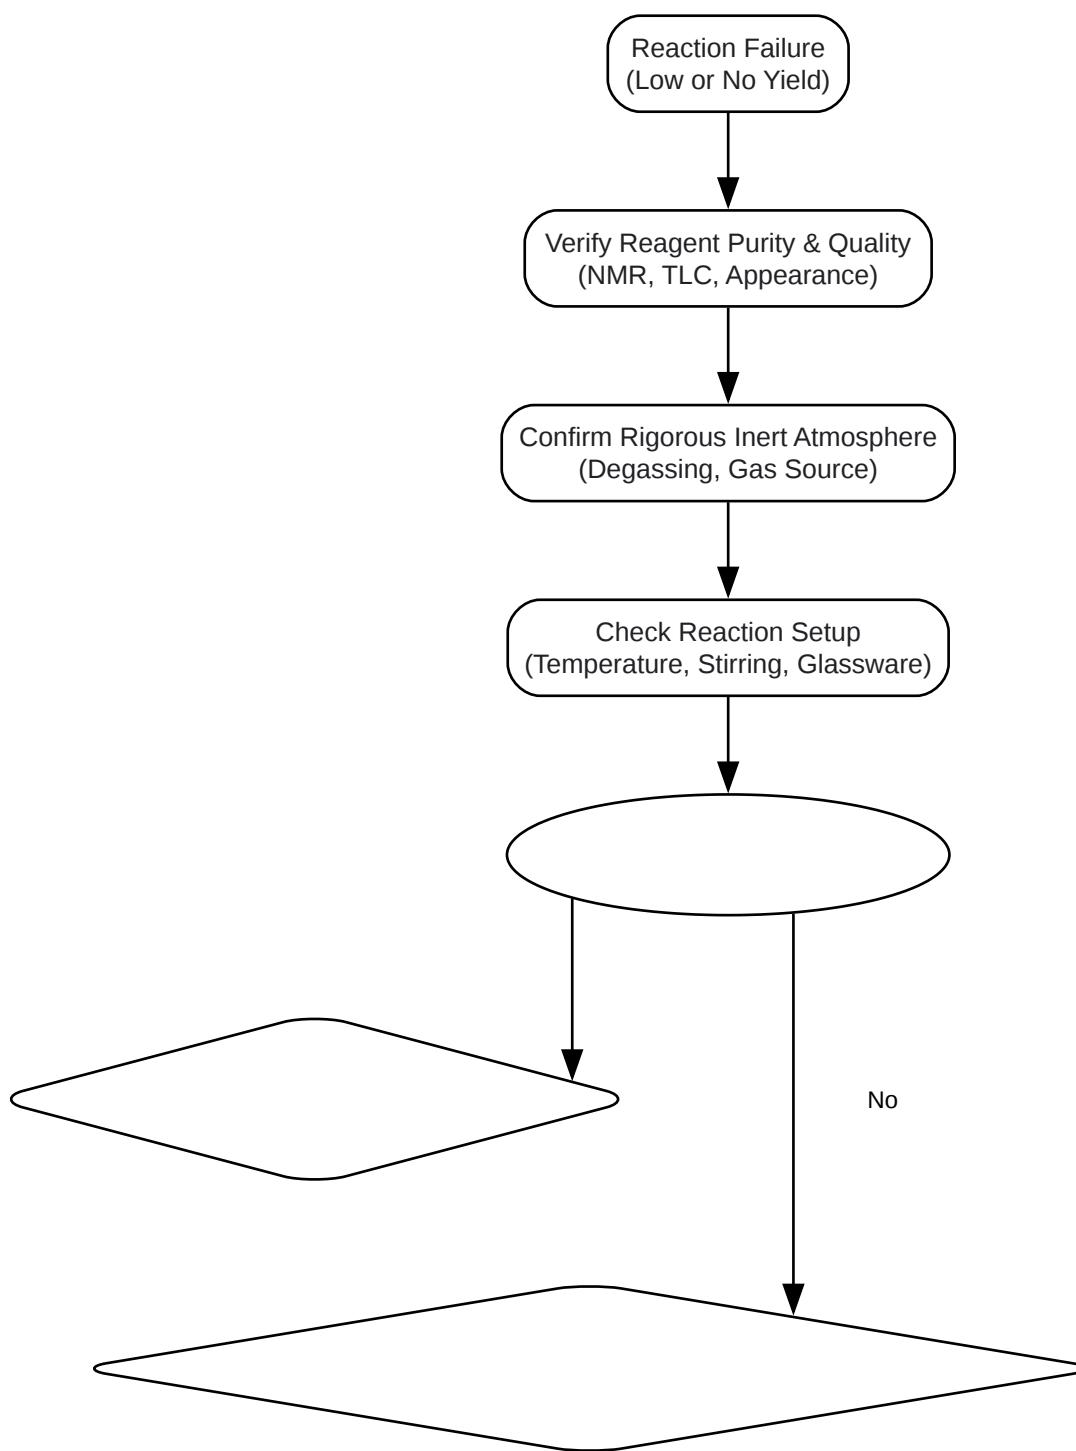 Reaction Failure
(Low or No Yield)
Verify Reagent Purity & Quality
(NMR, TLC, Appearance)
Confirm Rigorous Inert Atmosphere
(Degassing, Gas Source)
Check Reaction Setup
(Temperature, Stirring, Glassware)
No